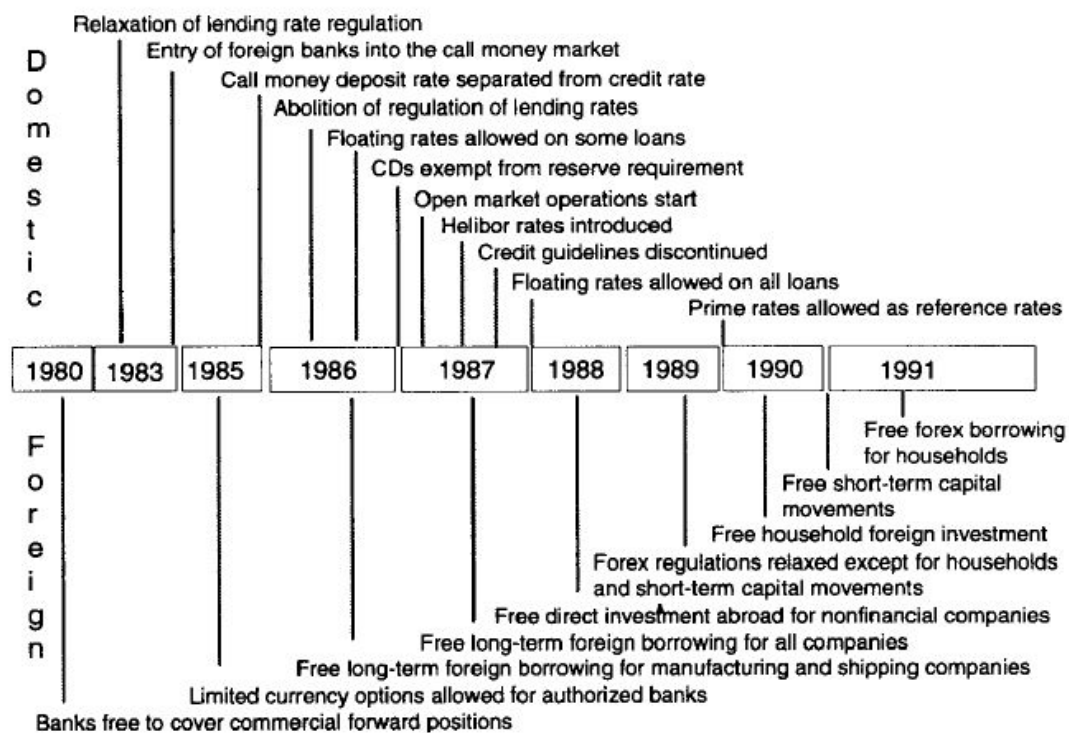 Relaxation of lending rate regulation
Entry of foreign banks into the call money market
Call money deposit rate separated from credit rate
Abolition of regulation of lending rates
Floating rates allowed on some loans
CDs exempt from reserve requirement
Open market operations start
Helibor rates introduced
Credit guidelines discontinued
Floating rates allowed on all loans
Prime rates allowed as reference rates
Domestic
1980 1983 1985 1986 1987 1988 1989 1990 1991
Foreign
Free forex borrowing
for households
Free short-term capital
movements
Free household foreign investment
Forex regulations relaxed except for households
and short-term capital movements
Free direct investment abroad for nonfinancial companies
Free long-term foreign borrowing for all companies
Free long-term foreign borrowing for manufacturing and shipping companies
Limited currency options allowed for authorized banks
Banks free to cover commercial forward positions